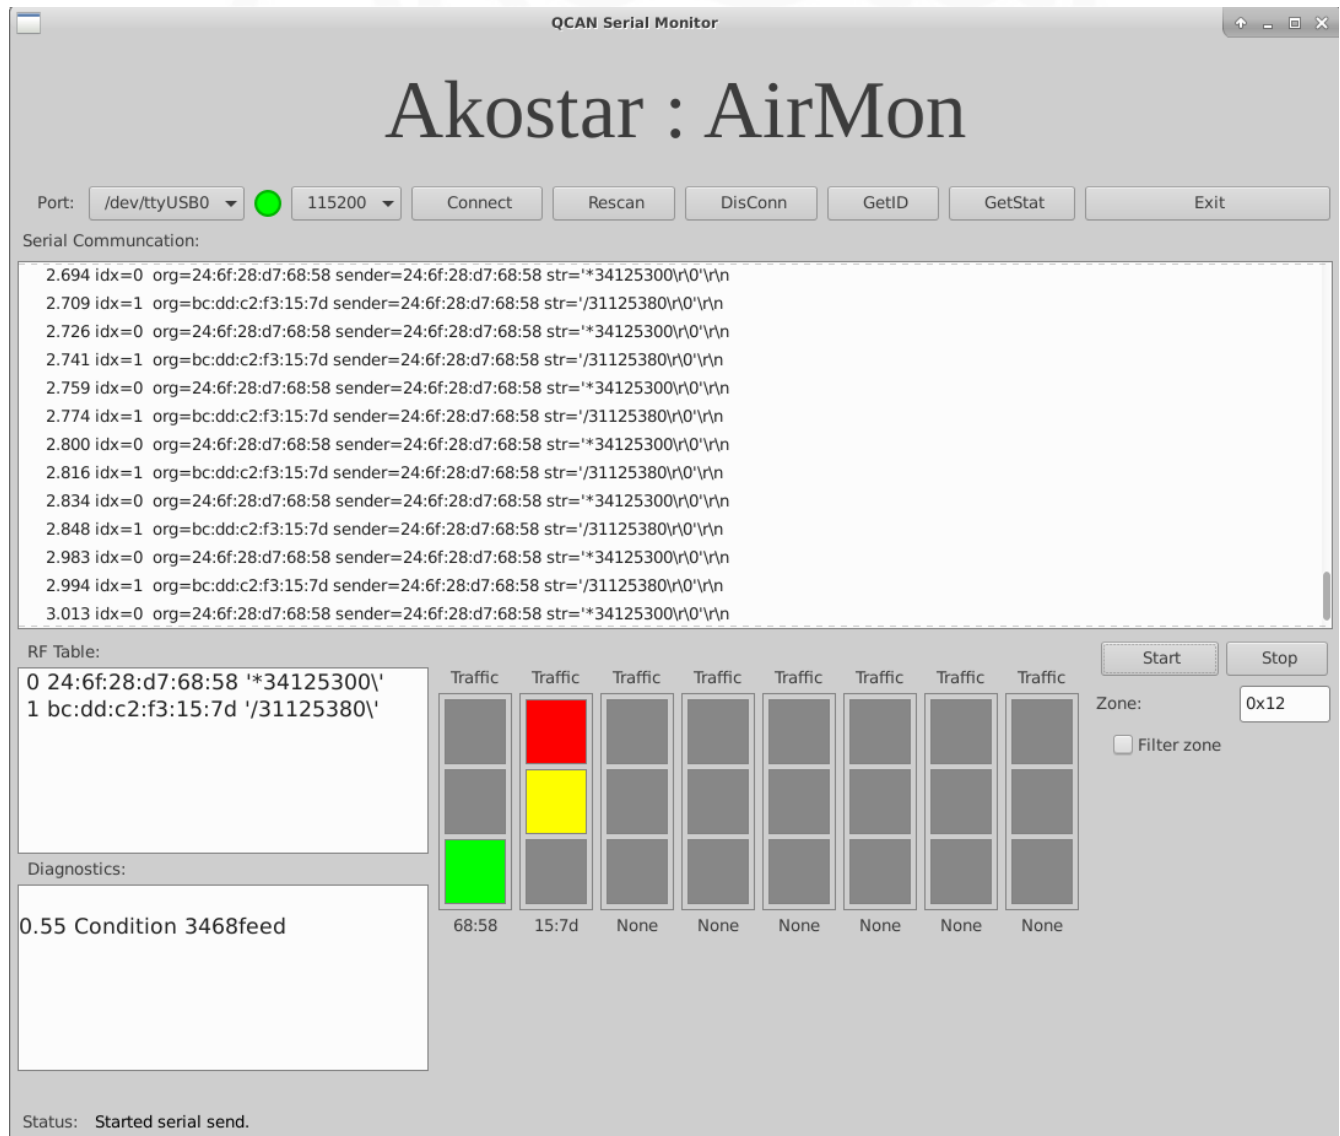 QCAN Serial Monitor
Akostar : AirMon
Port: /dev/ttyUSB0 115200 Connect Rescan DisConn GetID GetStat Exit
Serial Communcation:
2.694 idx=0 org=24:6f:28:d7:68:58 sender=24:6f:28:d7:68:58 str='*34125300\r\0'\r\n
2.709 idx=1 org=bc:dd:c2:f3:15:7d sender=24:6f:28:d7:68:58 str='/31125380\r\0'\r\n
2.726 idx=0 org=24:6f:28:d7:68:58 sender=24:6f:28:d7:68:58 str='*34125300\r\0'\r\n
2.741 idx=1 org=bc:dd:c2:f3:15:7d sender=24:6f:28:d7:68:58 str='/31125380\r\0'\r\n
2.759 idx=0 org=24:6f:28:d7:68:58 sender=24:6f:28:d7:68:58 str='*34125300\r\0'\r\n
2.774 idx=1 org=bc:dd:c2:f3:15:7d sender=24:6f:28:d7:68:58 str='/31125380\r\0'\r\n
2.800 idx=0 org=24:6f:28:d7:68:58 sender=24:6f:28:d7:68:58 str='*34125300\r\0'\r\n
2.816 idx=1 org=bc:dd:c2:f3:15:7d sender=24:6f:28:d7:68:58 str='/31125380\r\0'\r\n
2.834 idx=0 org=24:6f:28:d7:68:58 sender=24:6f:28:d7:68:58 str='*34125300\r\0'\r\n
2.848 idx=1 org=bc:dd:c2:f3:15:7d sender=24:6f:28:d7:68:58 str='/31125380\r\0'\r\n
2.983 idx=0 org=24:6f:28:d7:68:58 sender=24:6f:28:d7:68:58 str='*34125300\r\0'\r\n
2.994 idx=1 org=bc:dd:c2:f3:15:7d sender=24:6f:28:d7:68:58 str='/31125380\r\0'\r\n
3.013 idx=0 org=24:6f:28:d7:68:58 sender=24:6f:28:d7:68:58 str='*34125300\r\0'\r\n
RF Table:
0 24:6f:28:d7:68:58 '*34125300\'
1 bc:dd:c2:f3:15:7d '/31125380\'
Diagnostics:
0.55 Condition 3468feed
Traffic Traffic Traffic Traffic Traffic Traffic Traffic Traffic
68:58 15:7d None None None None None None
Start Stop
Zone: 0x12
Filter zone
Status: Started serial send.